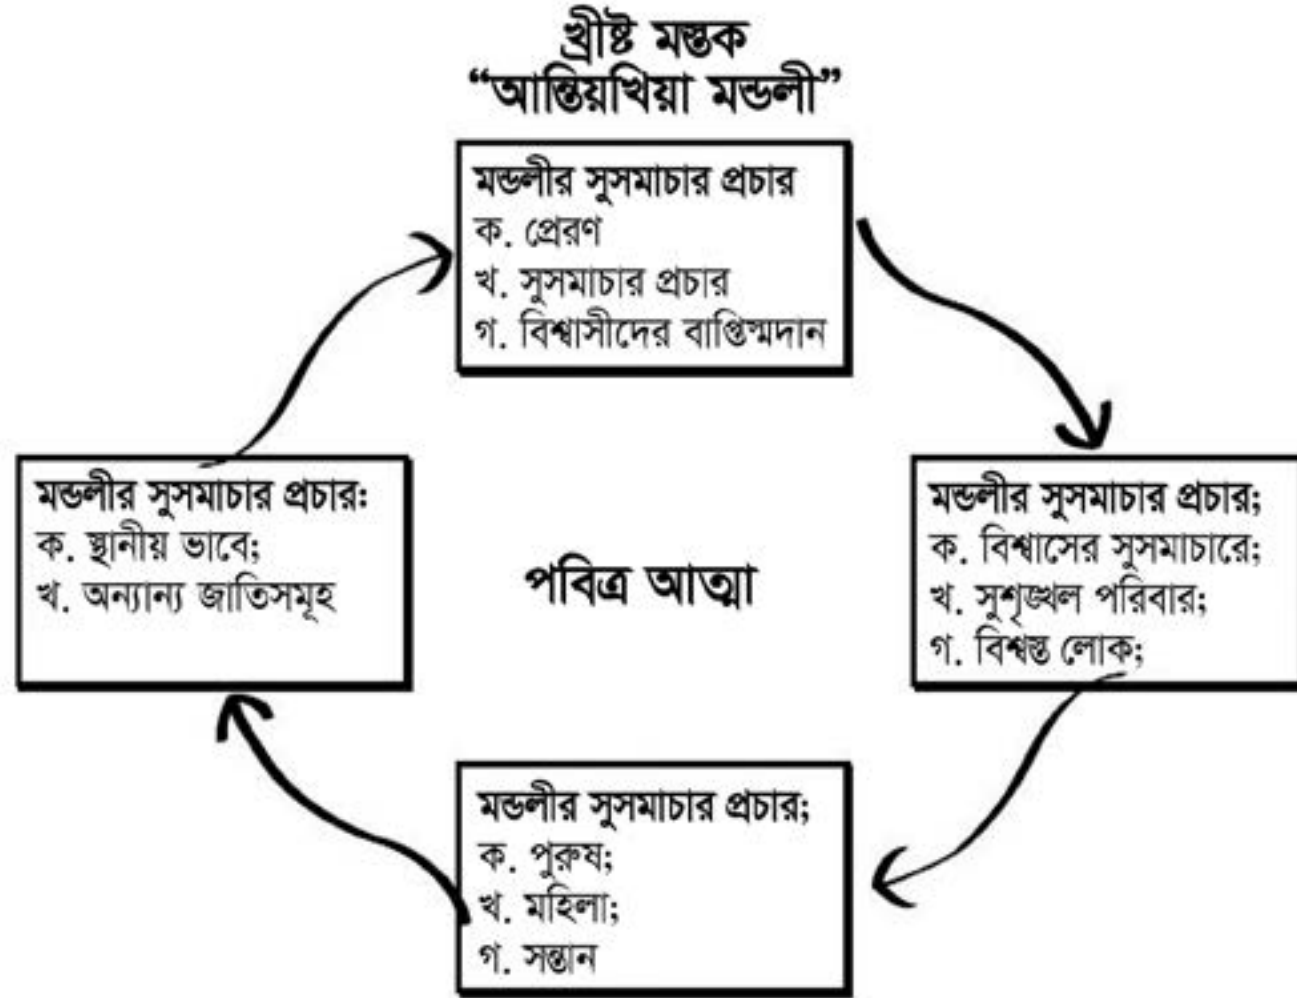 খ্রীষ্ট মস্তক
“আন্তিয়খিয়া মন্ডলী”
মন্ডলীর সুসমাচার প্রচার
ক. প্রেরণ
খ. সুসমাচার প্রচার
গ. বিশ্বাসীদের বাপ্তিস্মদান
মন্ডলীর সুসমাচার প্রচার:
ক. স্থানীয় ভাবে;
খ. অন্যান্য জাতিসমূহ
পবিত্র আত্মা
মন্ডলীর সুসমাচার প্রচার;
ক. বিশ্বাসের সুসমাচারে;
খ. সুশৃঙ্খল পরিবার;
গ. বিশ্বস্ত লোক;
মন্ডলীর সুসমাচার প্রচার;
ক. পুরুষ;
খ. মহিলা;
গ. সন্তান